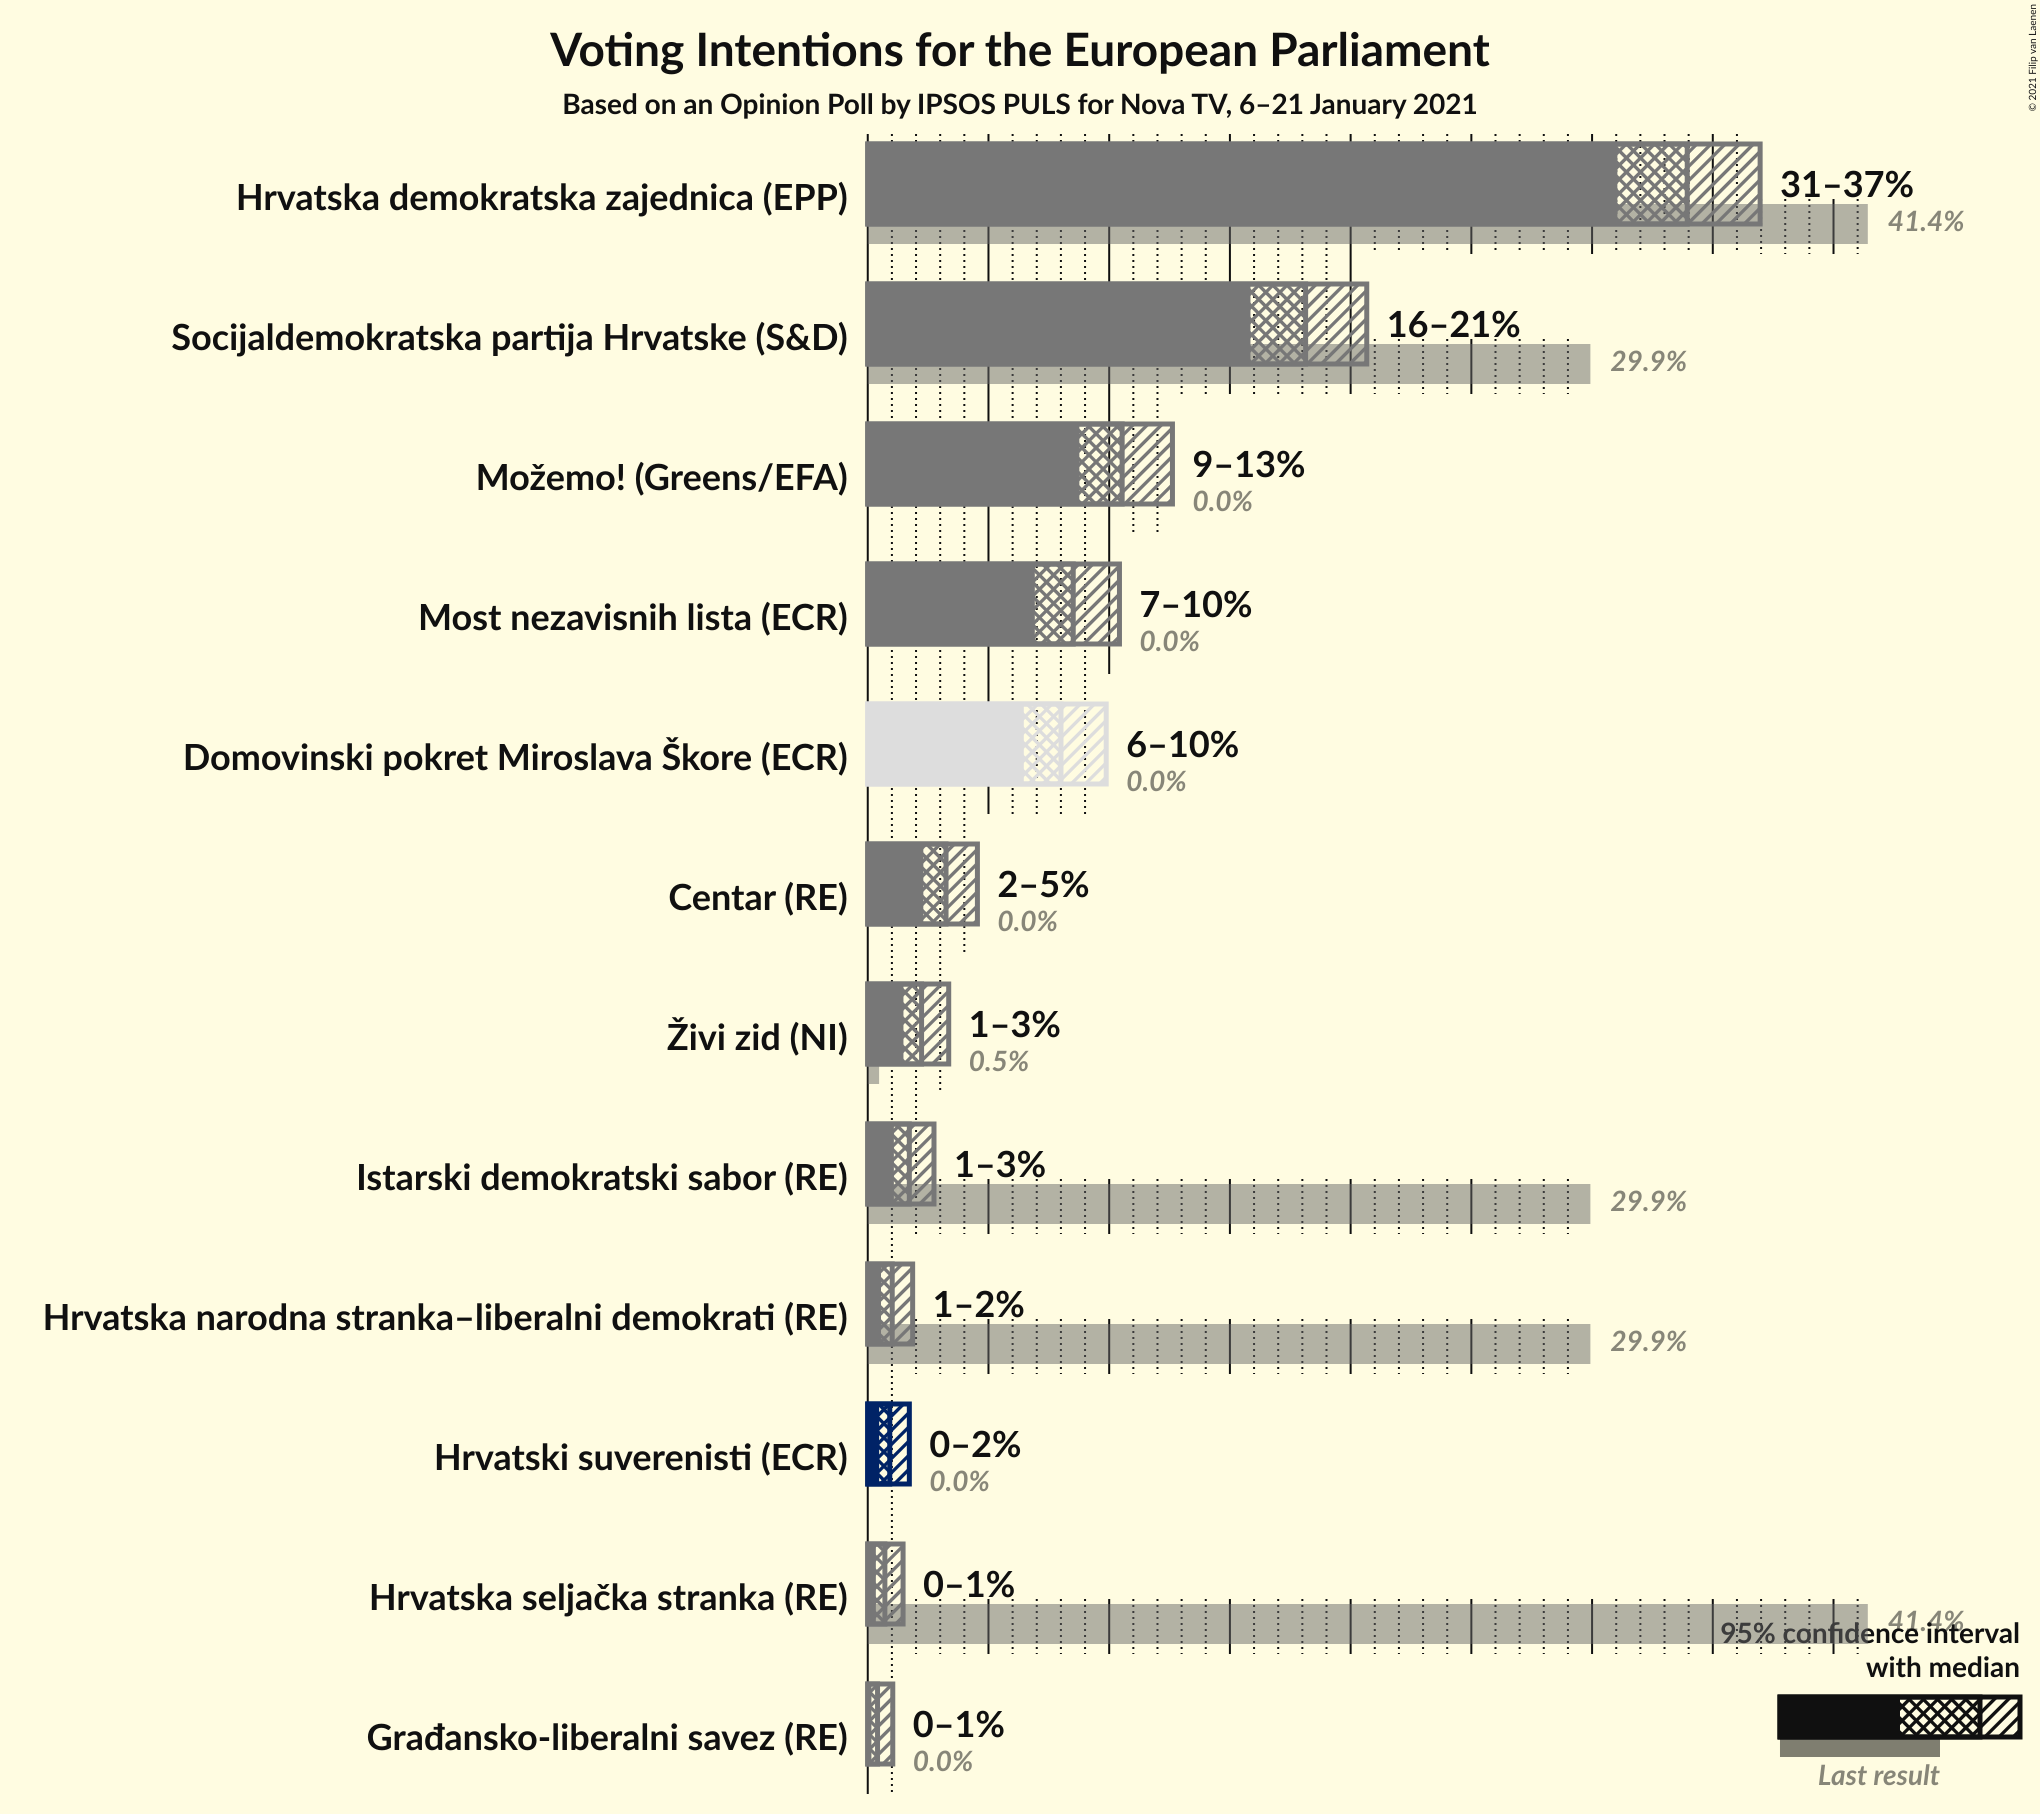 Voting Intentions for the European Parliament
Based on an Opinion Poll by IPSOS PULS for Nova TV, 6–21 January 2021
© 2021 Filip van Laenen
Hrvatska demokratska zajednica (EPP)
31–37%
41.4%
Socijaldemokratska partija Hrvatske (S&D)
16–21%
29.9%
Možemo! (Greens/EFA)
9–13%
0.0%
Most nezavisnih lista (ECR)
7–10%
0.0%
Domovinski pokret Miroslava Škore (ECR)
6–10%
0.0%
Centar (RE)
2–5%
0.0%
Živi zid (NI)
1–3%
0.5%
Istarski demokratski sabor (RE)
1–3%
29.9%
Hrvatska narodna stranka–liberalni demokrati (RE)
1–2%
29.9%
Hrvatski suverenisti (ECR)
0–2%
0.0%
Hrvatska seljačka stranka (RE)
0–1%
41.4%
Građansko-liberalni savez (RE)
0–1%
0.0%
95% confidence interval
with median
Last result